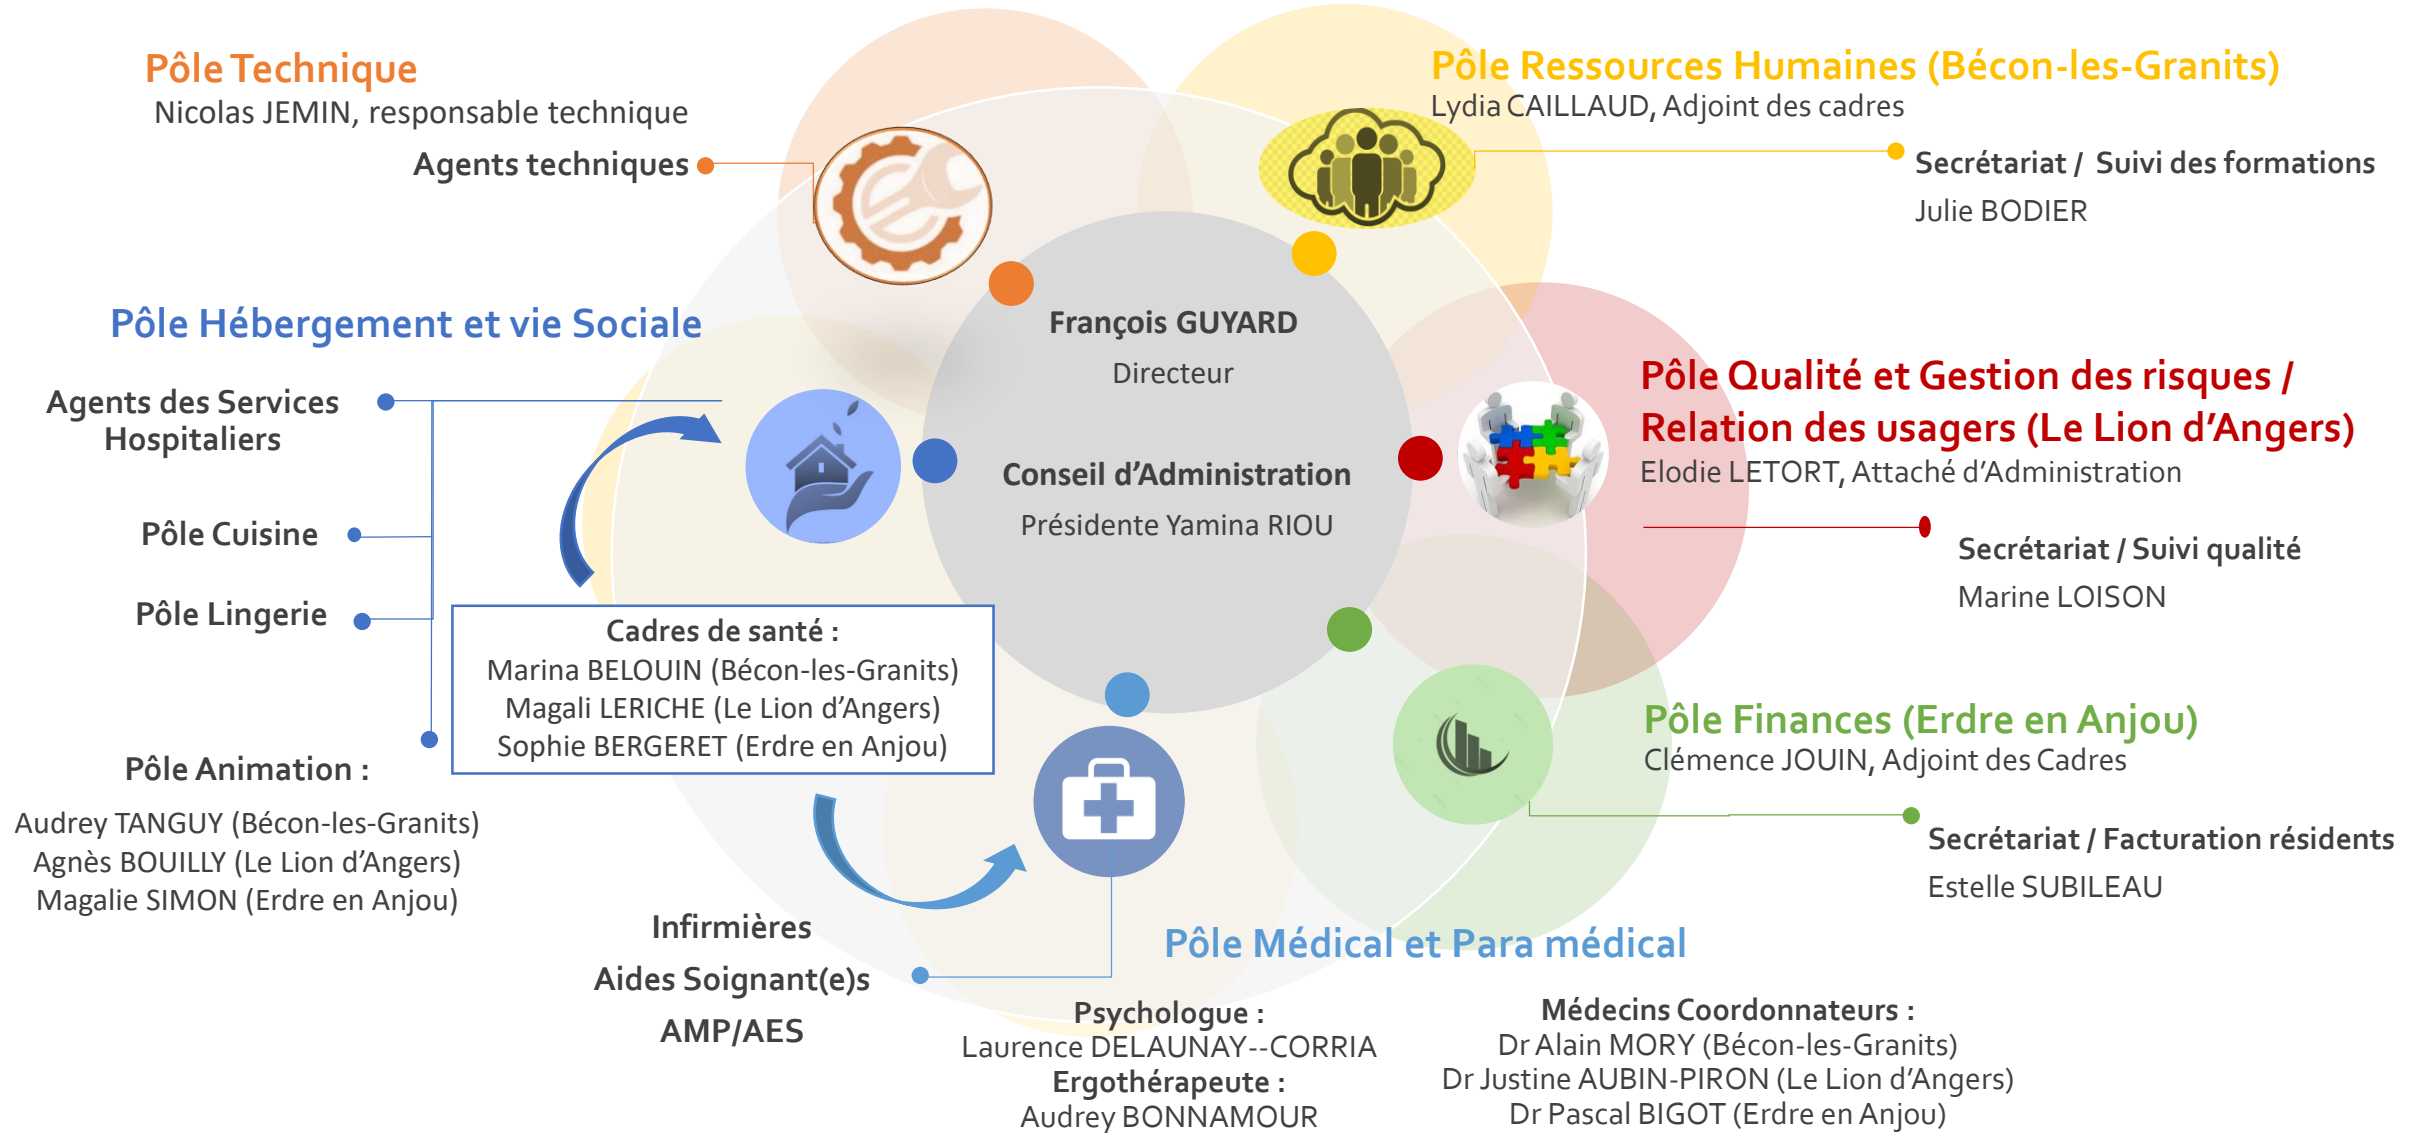 Pôle Technique
Nicolas JEMIN, responsable technique
Agents techniques
Pôle Ressources Humaines (Bécon-les-Granits)
Lydia CAILLAUD, Adjoint des cadres
Secrétariat / Suivi des formations
Julie BODIER
François GUYARD
Directeur
Conseil d’Administration
Présidente Yamina RIOU
Pôle Hébergement et vie Sociale
Agents des Services
Hospitaliers
Pôle Cuisine
Pôle Lingerie
Pôle Animation :
Audrey TANGUY (Bécon-les-Granits)
Agnès BOUILLY (Le Lion d’Angers)
Magalie SIMON (Erdre en Anjou)
Cadres de santé :
Marina BELOUIN (Bécon-les-Granits)
Magali LERICHE (Le Lion d’Angers)
Sophie BERGERET (Erdre en Anjou)
Pôle Qualité et Gestion des risques /
Relation des usagers (Le Lion d’Angers)
Elodie LETORT, Attaché d’Administration
Secrétariat / Suivi qualité
Marine LOISON
Pôle Finances (Erdre en Anjou)
Clémence JOUIN, Adjoint des Cadres
Secrétariat / Facturation résidents
Estelle SUBILEAU
Pôle Médical et Para médical
Infirmières
Aides Soignant(e)s
AMP/AES
Psychologue :
Laurence DELAUNAY--CORRIA
Ergothérapeute :
Audrey BONNAMOUR
Médecins Coordonnateurs :
Dr Alain MORY (Bécon-les-Granits)
Dr Justine AUBIN-PIRON (Le Lion d’Angers)
Dr Pascal BIGOT (Erdre en Anjou)